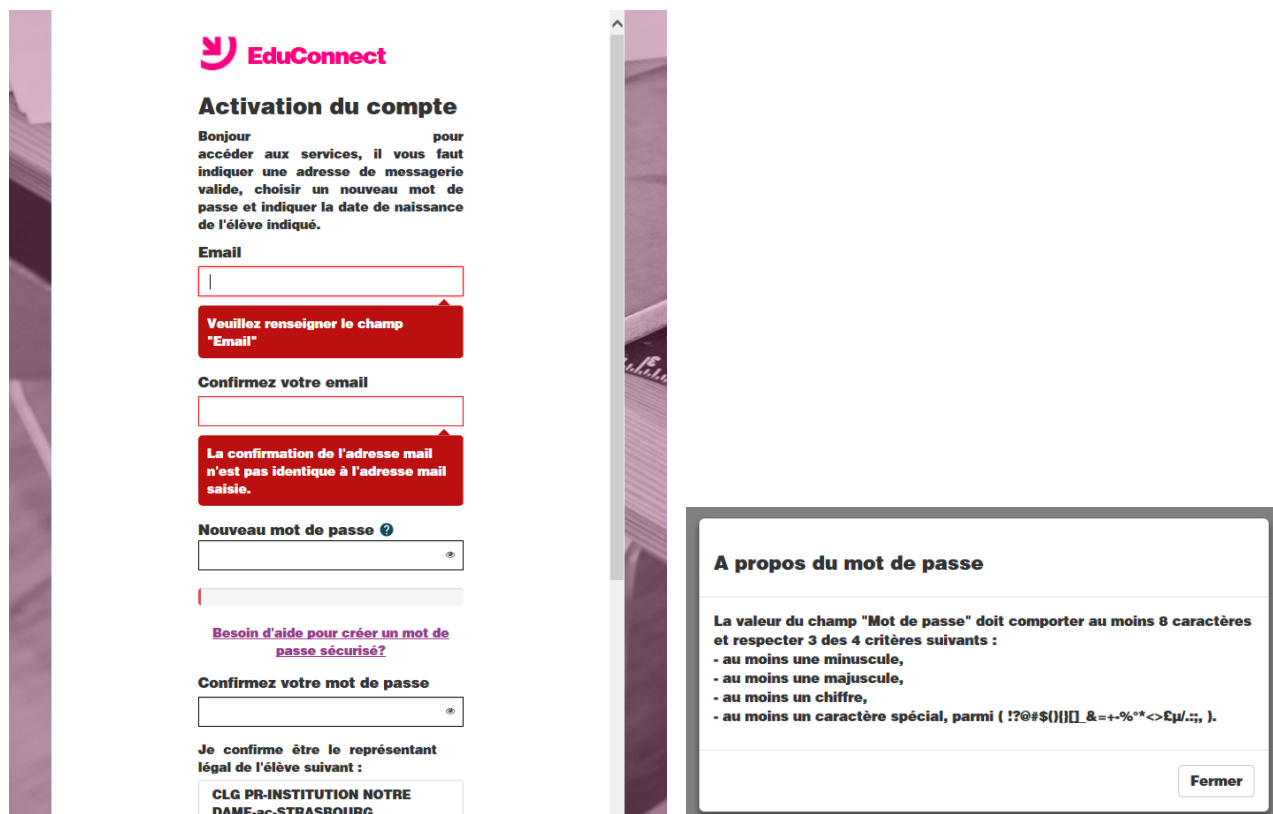 EduConnect
Activation du compte
Bonjour pour
accéder aux services, il vous faut
indiquer une adresse de messagerie
valide, choisir un nouveau mot de
passe et indiquer la date de naissance
de l'élève indiqué.
Email
Veuillez renseigner le champ
"Email"
Confirmez votre email
La confirmation de l'adresse mail
n'est pas identique à l'adresse mail
saisie.
Nouveau mot de passe ?
Besoin d'aide pour créer un mot de
passe sécurisé?
Confirmez votre mot de passe
Je confirme être le représentant
légal de l'élève suivant :
CLG PR-INSTITUTION NOTRE
DAME-ac-STRASBOURG
A propos du mot de passe
La valeur du champ "Mot de passe" doit comporter au moins 8 caractères
et respecter 3 des 4 critères suivants :
- au moins une minuscule,
- au moins une majuscule,
- au moins un chiffre,
- au moins un caractère spécial, parmi ( !?@#$(){}[]_&=+-%°*<>£µ/.:;, ).
Fermer